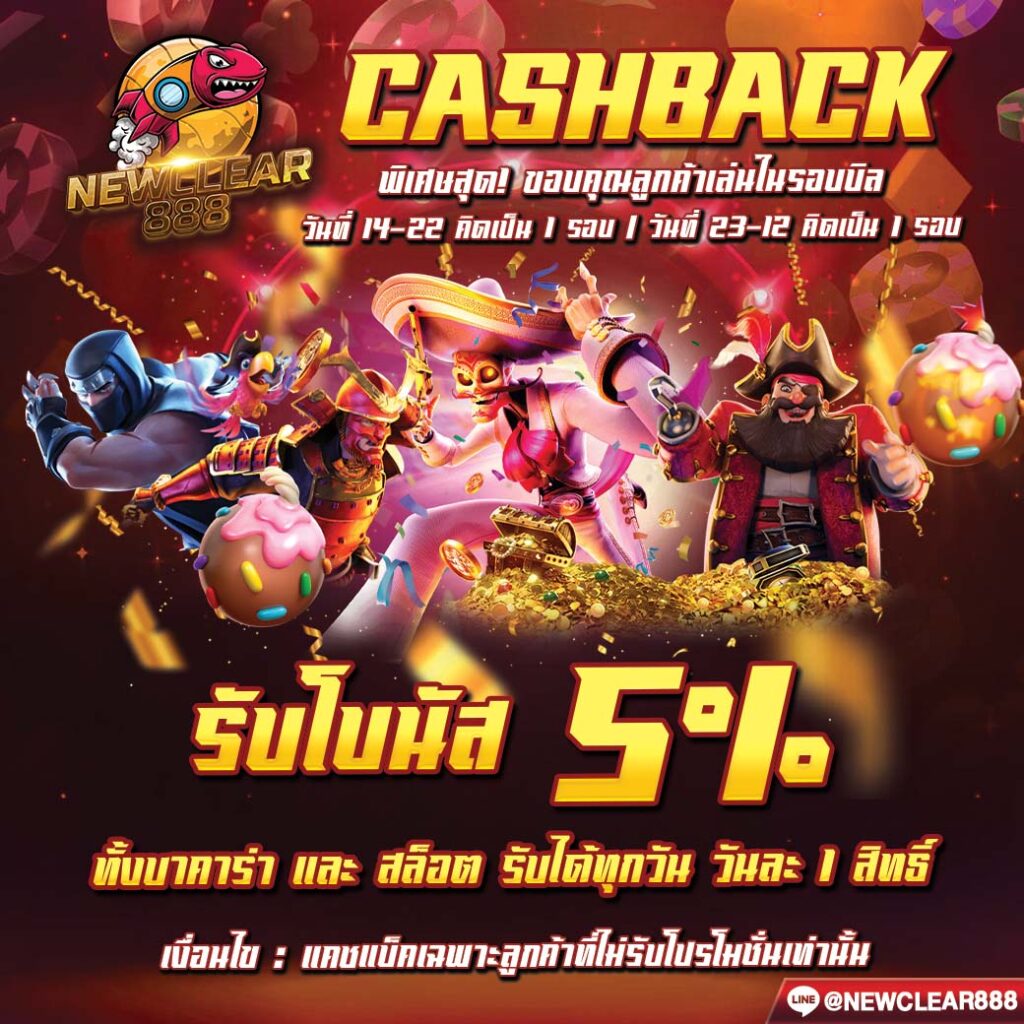 NEWCLEAR
888
CASHBACK
พิเศษสุด! ขอบคุณลูกค้าเล่นในรอบบิล
วันที่ 14-22 คิดเป็น 1 รอบ / วันที่ 23-12 คิดเป็น 1 รอบ
รับโบนัส 5%
ทั้งบาคาร่า และ สล็อต รับได้ทุกวัน วันละ 1 สิทธิ์
เงื่อนไข : แคชแบ็คเฉพาะลูกค้าที่ไม่รับโปรโมชั่นเท่านั้น
LINE @NEWCLEAR888